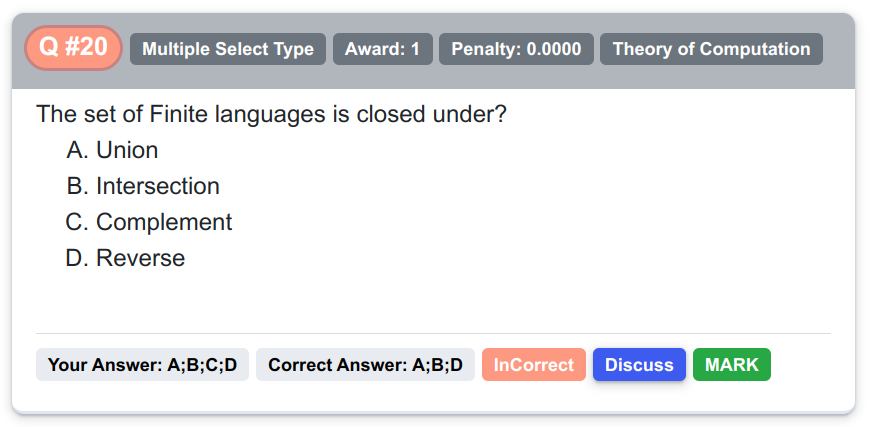 Q #20 Multiple Select Type Award: 1 Penalty: 0.0000 Theory of Computation
The set of Finite languages is closed under?
A. Union
B. Intersection
C. Complement
D. Reverse
Your Answer: A;B;C;D Correct Answer: A;B;D InCorrect Discuss MARK